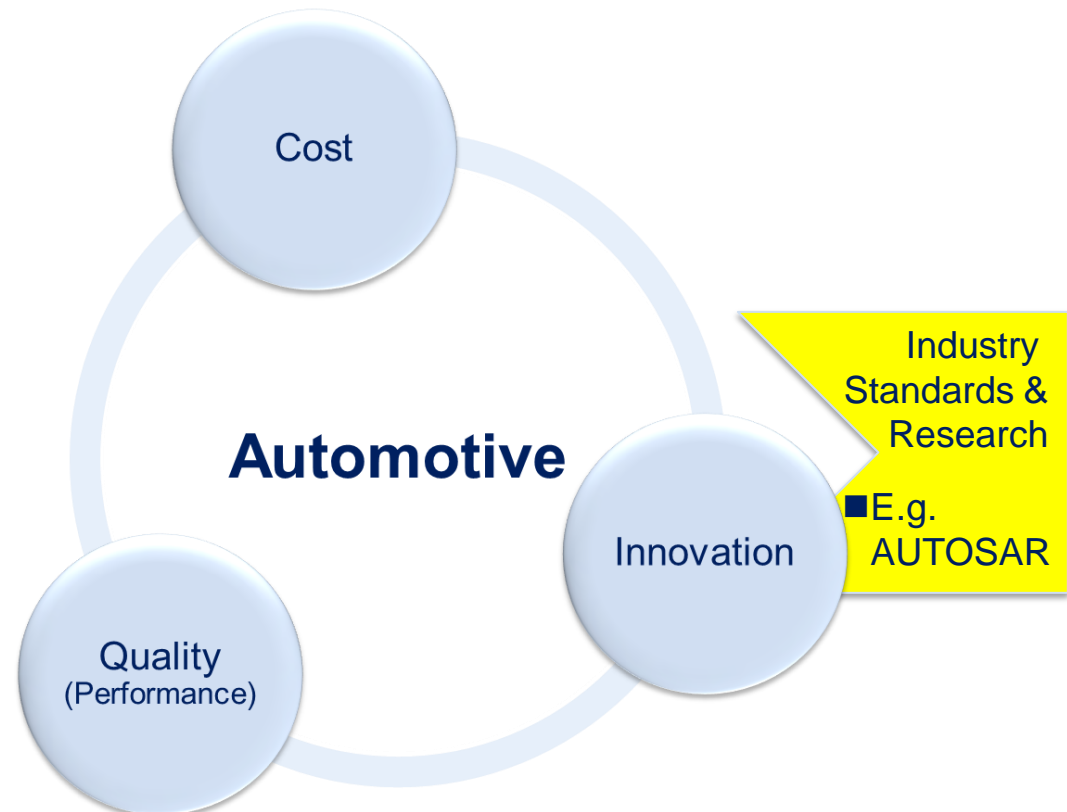 Cost
Industry
Standards &
Research
Automotive
■E.g.
AUTOSAR
Innovation
Quality
(Performance)